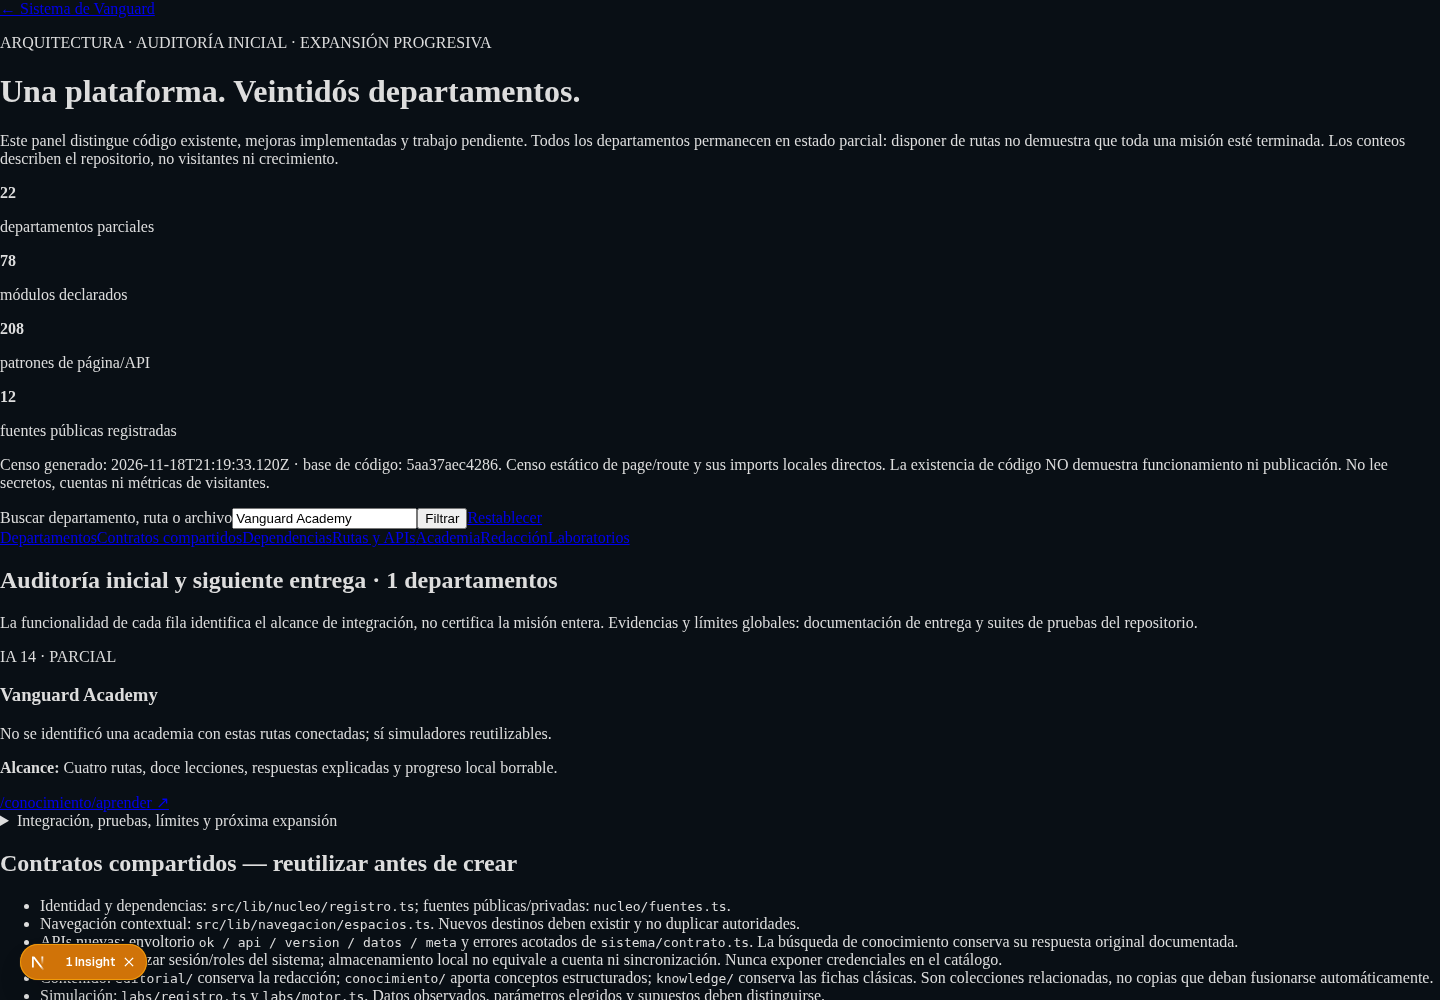 ← Sistema de Vanguard
ARQUITECTURA · AUDITORÍA INICIAL · EXPANSIÓN PROGRESIVA
Una plataforma. Veintidós departamentos.
Este panel distingue código existente, mejoras implementadas y trabajo pendiente. Todos los departamentos permanecen en estado parcial: disponer de rutas no demuestra que toda una misión esté terminada. Los conteos
describen el repositorio, no visitantes ni crecimiento.
22
departamentos parciales
78
módulos declarados
208
patrones de página/API
12
fuentes públicas registradas
Censo generado: 2026-11-18T21:19:33.120Z · base de código: 5aa37aec4286. Censo estático de page/route y sus imports locales directos. La existencia de código NO demuestra funcionamiento ni publicación. No lee
secretos, cuentas ni métricas de visitantes.
Buscar departamento, ruta o archivo Vanguard Academy Filtrar Restablecer
Departamentos Contratos compartidos Dependencias Rutas y APIs Academia Redacción Laboratorios
Auditoría inicial y siguiente entrega · 1 departamentos
La funcionalidad de cada fila identifica el alcance de integración, no certifica la misión entera. Evidencias y límites globales: documentación de entrega y suites de pruebas del repositorio.
IA 14 · PARCIAL
Vanguard Academy
No se identificó una academia con estas rutas conectadas; sí simuladores reutilizables.
Alcance: Cuatro rutas, doce lecciones, respuestas explicadas y progreso local borrable.
/conocimiento/aprender ↗
Integración, pruebas, límites y próxima expansión
Contratos compartidos — reutilizar antes de crear
Identidad y dependencias: src/lib/nucleo/registro.ts; fuentes públicas/privadas: nucleo/fuentes.ts.
Navegación contextual: src/lib/navegacion/espacios.ts. Nuevos destinos deben existir y no duplicar autoridades.
APIs nuevas: envoltorio ok / api / version / datos / meta y errores acotados de sistema/contrato.ts. La búsqueda de conocimiento conserva su respuesta original documentada.
sesión/roles del sistema; almacenamiento local no equivale a cuenta ni sincronización. Nunca exponer credenciales en el catálogo.
conserva la redacción; conocimiento/ aporta conceptos estructurados; knowledge/ conserva las fichas clásicas. Son colecciones relacionadas, no copias que deban fusionarse automáticamente.
Simulación: labs/registro.ts y labs/motor.ts. Datos observados, parámetros elegidos y supuestos deben distinguirse.
1 Insight